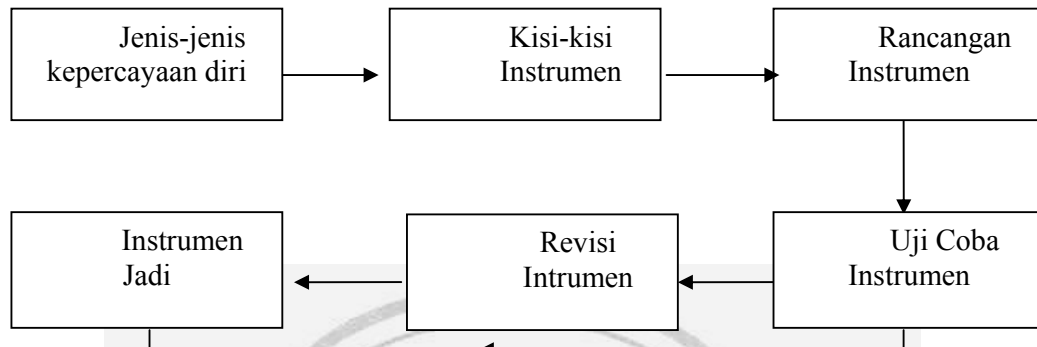 Jenis-jenis
kepercayaan diri
Kisi-kisi
Instrumen
Rancangan
Instrumen
Instrumen
Jadi
Revisi
Intrumen
Uji Coba
Instrumen